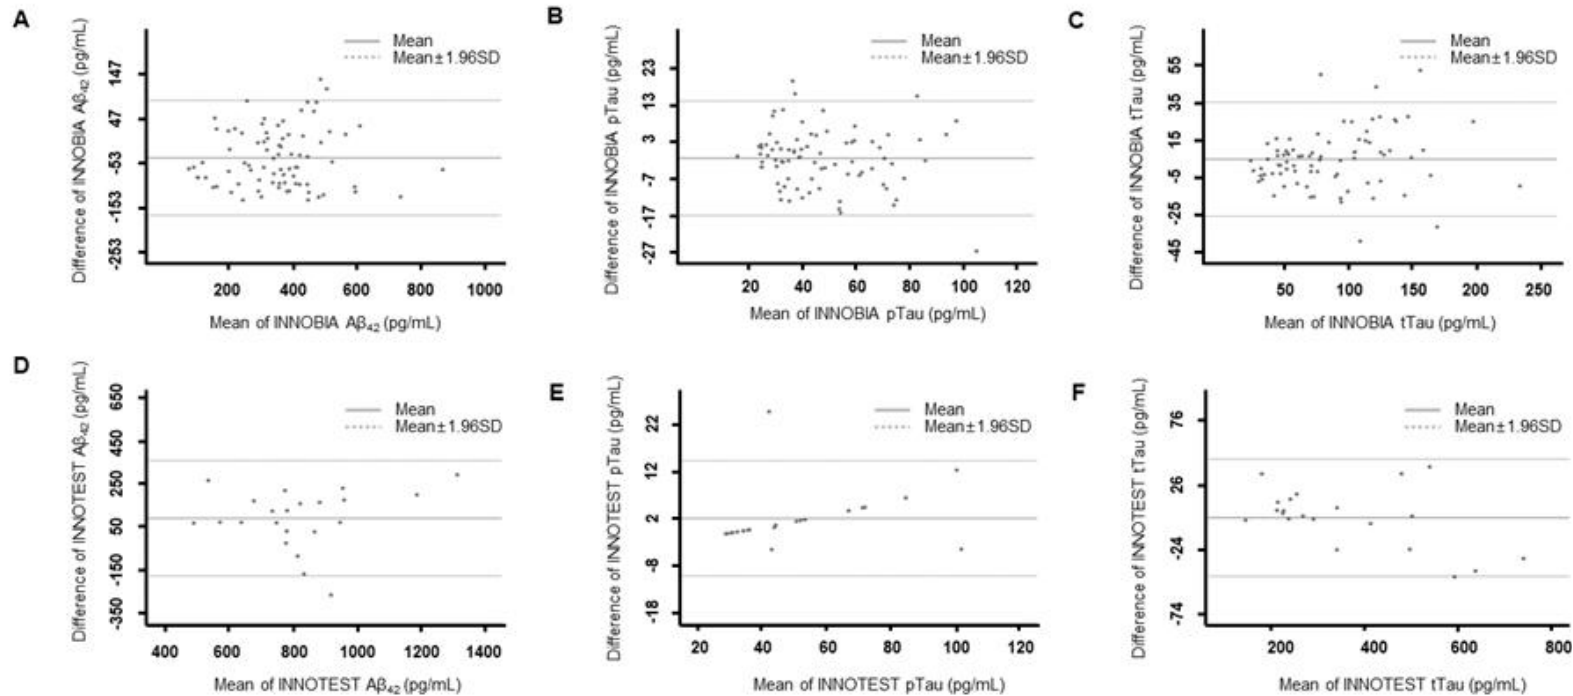 A
Difference of INNOBIA Aβ42 (pg/mL)
147
47
-53
-153
-253
Mean
Mean±1.96SD
200 400 600 800 1000
Mean of INNOBIA Aβ42 (pg/mL)
B
Difference of INNOBIA pTau (pg/mL)
23
13
3
-7
-17
-27
Mean
Mean±1.96SD
20 40 60 80 100 120
Mean of INNOBIA pTau (pg/mL)
C
Difference of INNOBIA tTau (pg/mL)
55
35
15
-5
-25
-45
Mean
Mean±1.96SD
50 100 150 200 250
Mean of INNOBIA tTau (pg/mL)
D
Difference of INNOTEST Aβ42 (pg/mL)
650
450
250
50
-150
-350
Mean
Mean±1.96SD
400 600 800 1000 1200 1400
Mean of INNOTEST Aβ42 (pg/mL)
E
Difference of INNOTEST pTau (pg/mL)
22
12
2
-8
-18
Mean
Mean±1.96SD
20 40 60 80 100 120
Mean of INNOTEST pTau (pg/mL)
F
Difference of INNOTEST tTau (pg/mL)
76
26
-24
-74
Mean
Mean±1.96SD
200 400 600 800
Mean of INNOTEST tTau (pg/mL)